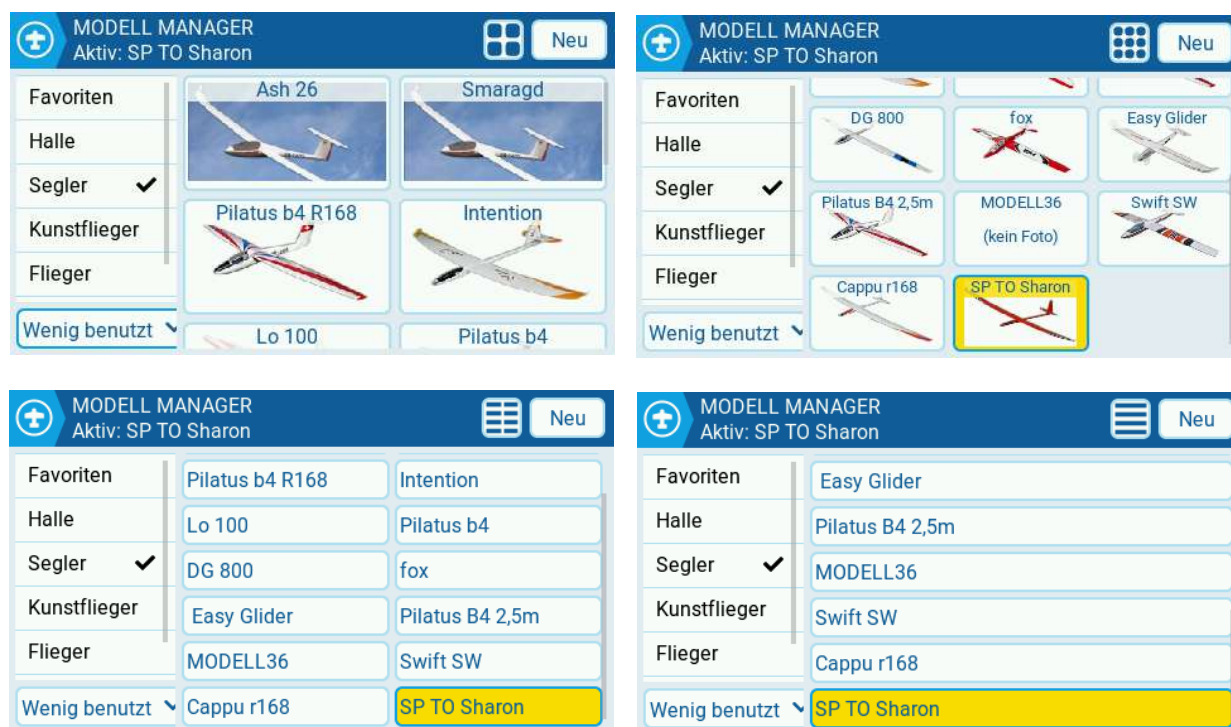 MODELL MANAGER
Aktiv: SP TO Sharon
Neu
Favoriten
Halle
Segler
Kunstflieger
Flieger
Wenig benutzt
Ash 26
Smaragd
Pilatus b4 R168
Intention
Lo 100
Pilatus b4
MODELL MANAGER
Aktiv: SP TO Sharon
Neu
Favoriten
Halle
Segler
Kunstflieger
Flieger
Wenig benutzt
DG 800
fox
Easy Glider
Pilatus B4 2,5m
MODELL36
(kein Foto)
Swift SW
Cappu r168
SP TO Sharon
MODELL MANAGER
Aktiv: SP TO Sharon
Neu
Favoriten
Halle
Segler
Kunstflieger
Flieger
Wenig benutzt
Pilatus b4 R168
Intention
Lo 100
Pilatus b4
DG 800
fox
Easy Glider
Pilatus B4 2,5m
MODELL36
Swift SW
Cappu r168
SP TO Sharon
MODELL MANAGER
Aktiv: SP TO Sharon
Neu
Favoriten
Halle
Segler
Kunstflieger
Flieger
Wenig benutzt
Easy Glider
Pilatus B4 2,5m
MODELL36
Swift SW
Cappu r168
SP TO Sharon